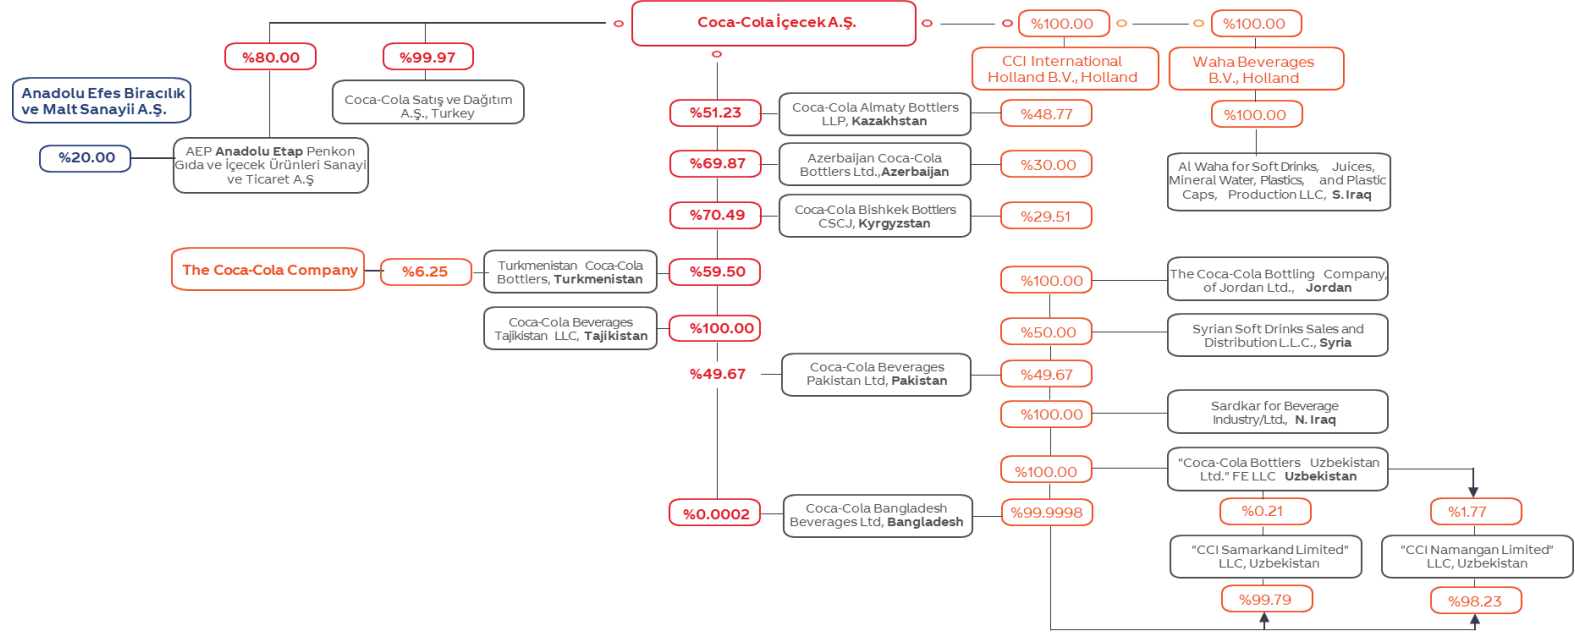 Coca-Cola İçecek A.Ş.
%100.00
%100.00
%80.00
%99.97
CCI International
Holland B.V., Holland
Waha Beverages
B.V., Holland
Anadolu Efes Biracılık
ve Malt Sanayii A.Ş.
Coca-Cola Satış ve Dağıtım
A.Ş., Turkey
%51.23
Coca-Cola Almaty Bottlers
LLP, Kazakhstan
%48.77
%100.00
%20.00
AEP Anadolu Etap Penkon
Gıda ve İçecek Ürünleri Sanayi
ve Ticaret A.Ş
%69.87
Azerbaijan Coca-Cola
Bottlers Ltd.,Azerbaijan
%30.00
Al Waha for Soft Drinks, Juices,
Mineral Water, Plastics, and Plastic
Caps, Production LLC, S. Iraq
%70.49
Coca-Cola Bishkek Bottlers
CSCJ, Kyrgyzstan
%29.51
The Coca-Cola Company
%6.25
Turkmenistan Coca-Cola
Bottlers, Turkmenistan
%59.50
%100.00
The Coca-Cola Bottling Company,
of Jordan Ltd., Jordan
Coca-Cola Beverages
Tajikistan LLC, Tajikistan
%100.00
%50.00
Syrian Soft Drinks Sales and
Distribution L.L.C., Syria
%49.67
Coca-Cola Beverages
Pakistan Ltd, Pakistan
%49.67
%100.00
Sardkar for Beverage
Industry/Ltd., N. Iraq
%100.00
"Coca-Cola Bottlers Uzbekistan
Ltd." FE LLC Uzbekistan
%0.0002
Coca-Cola Bangladesh
Beverages Ltd, Bangladesh
%99.9998
%0.21
%1.77
"CCI Samarkand Limited"
LLC, Uzbekistan
"CCI Namangan Limited"
LLC, Uzbekistan
%99.79
%98.23